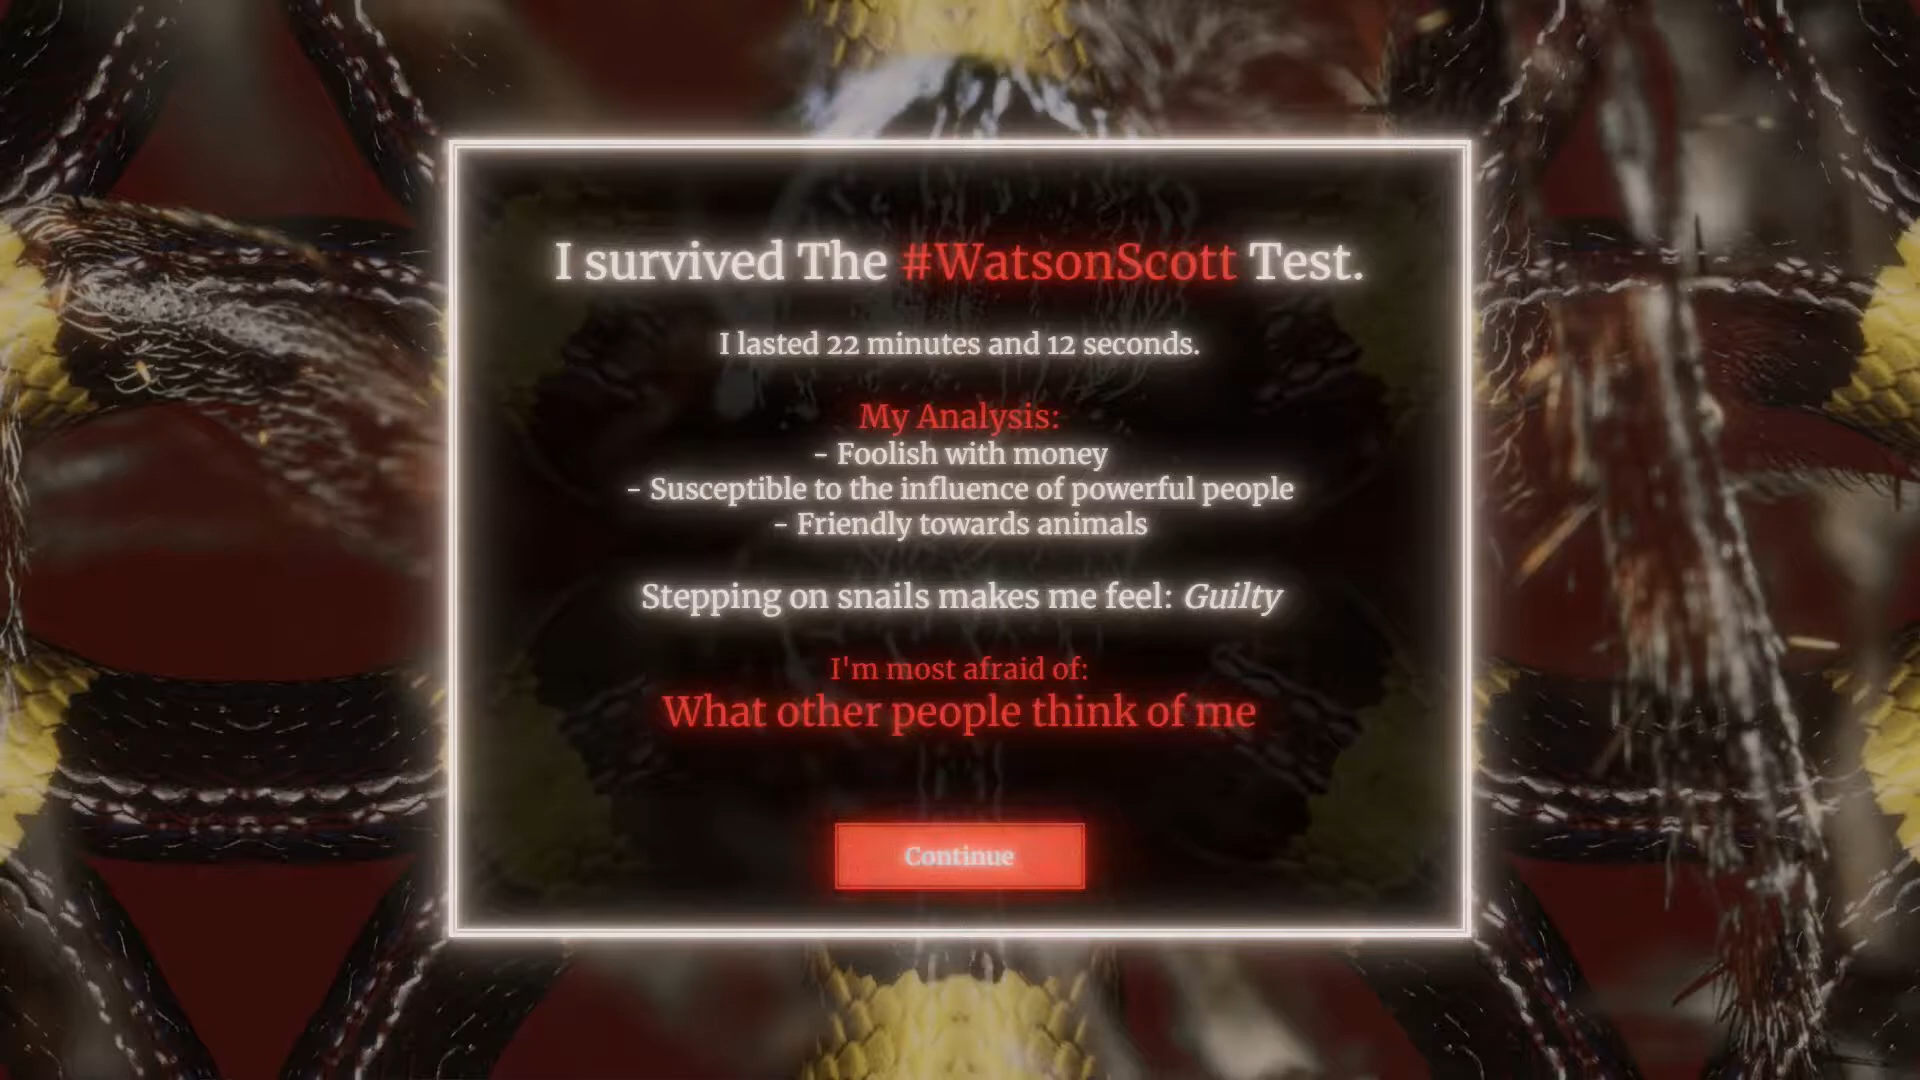 I survived The #WatsonScott Test.
I lasted 22 minutes and 12 seconds.
My Analysis:
- Foolish with money
- Susceptible to the influence of powerful people
- Friendly towards animals
Stepping on snails makes me feel: Guilty
I'm most afraid of:
What other people think of me
Continue